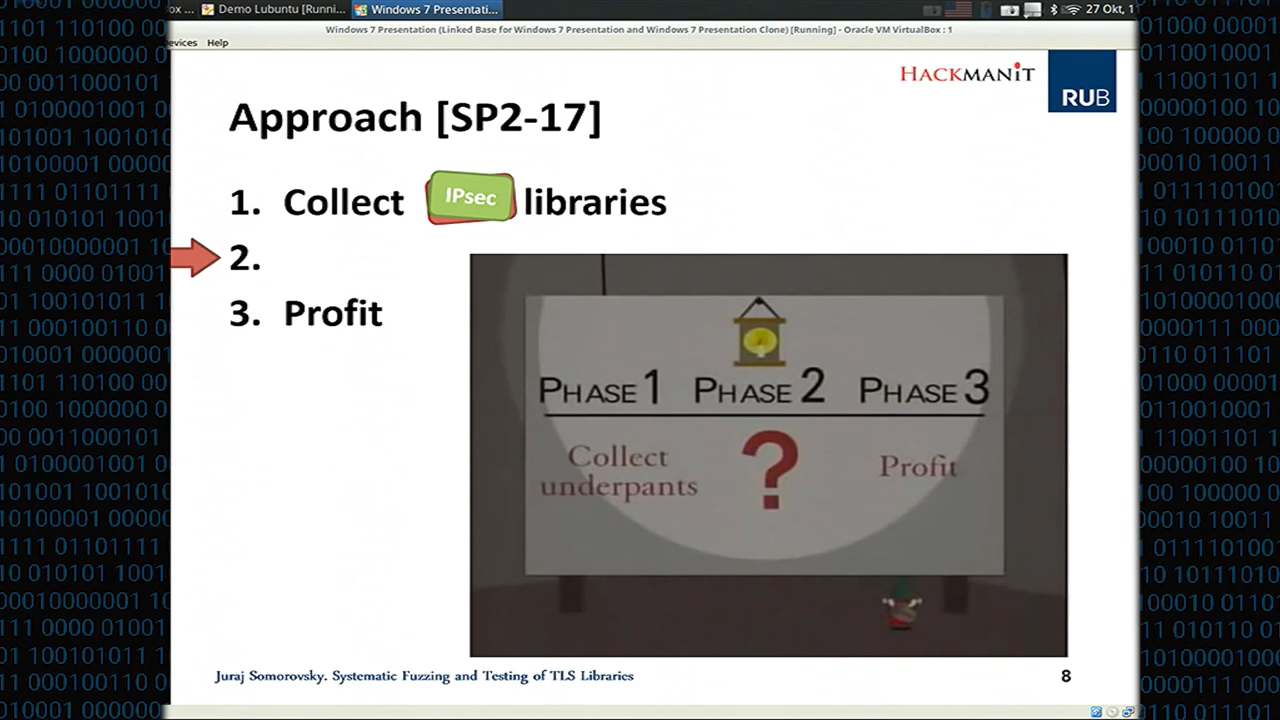 ox ...
Demo Lubuntu [Runni...
Windows 7 Presentati...
27 Okt, 1
Windows 7 Presentation (Linked Base for Windows 7 Presentation and Windows 7 Presentation Clone) [Running] - Oracle VM VirtualBox : 1
evices Help
HACKMANIT
RUB
Approach [SP2-17]
1. Collect IPsec libraries
2.
3. Profit
PHASE 1 PHASE 2 PHASE 3
Collect underpants
?
Profit
Juraj Somorovsky. Systematic Fuzzing and Testing of TLS Libraries
8